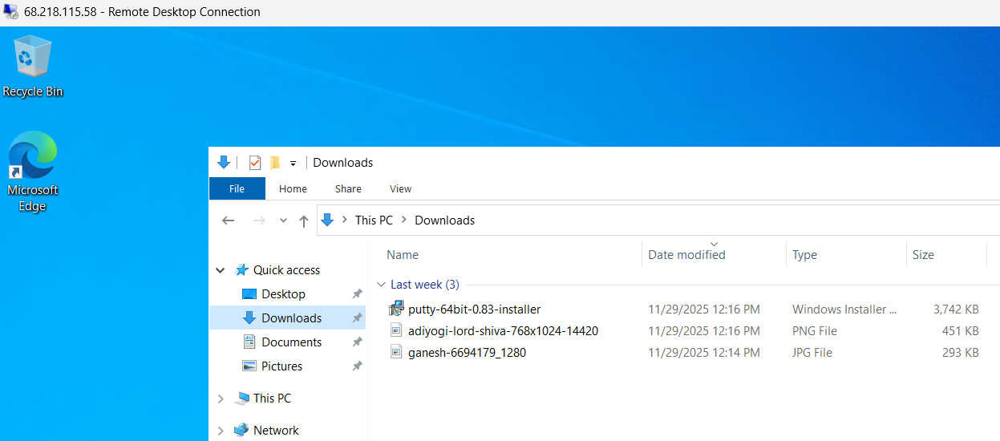 68.218.115.58 - Remote Desktop Connection
Recycle Bin
Microsoft
Edge
Downloads
File Home Share View
This PC Downloads
Name Date modified Type Size
Quick access
Desktop
Downloads
Documents
Pictures
This PC
Network
Last week (3)
putty-64bit-0.83-installer 11/29/2025 12:16 PM Windows Installer ... 3,742 KB
adiyogi-lord-shiva-768x1024-14420 11/29/2025 12:16 PM PNG File 451 KB
ganesh-6694179_1280 11/29/2025 12:14 PM JPG File 293 KB